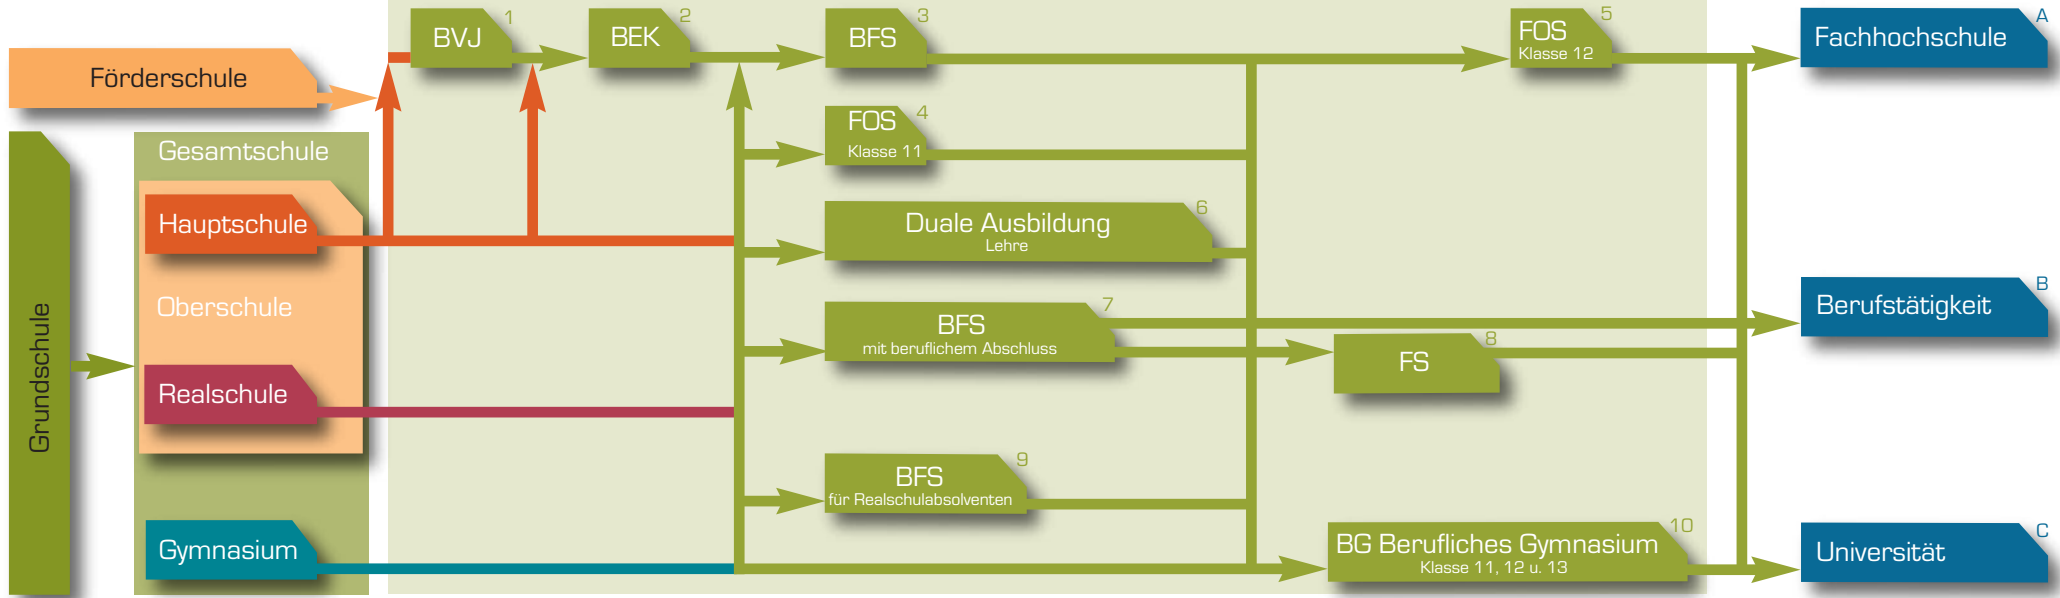 Grundschule
Förderschule
Gesamtschule
Hauptschule
Oberschule
Realschule
Gymnasium
BVJ
1
BEK
2
BFS
3
FOS
Klasse 11
4
FOS
Klasse 12
5
Duale Ausbildung
Lehre
6
BFS
mit beruflichem Abschluss
7
FS
8
BFS
für Realschulabsolventen
9
BG Berufliches Gymnasium
Klasse 11, 12 u. 13
10
Fachhochschule
A
Berufstätigkeit
B
Universität
C